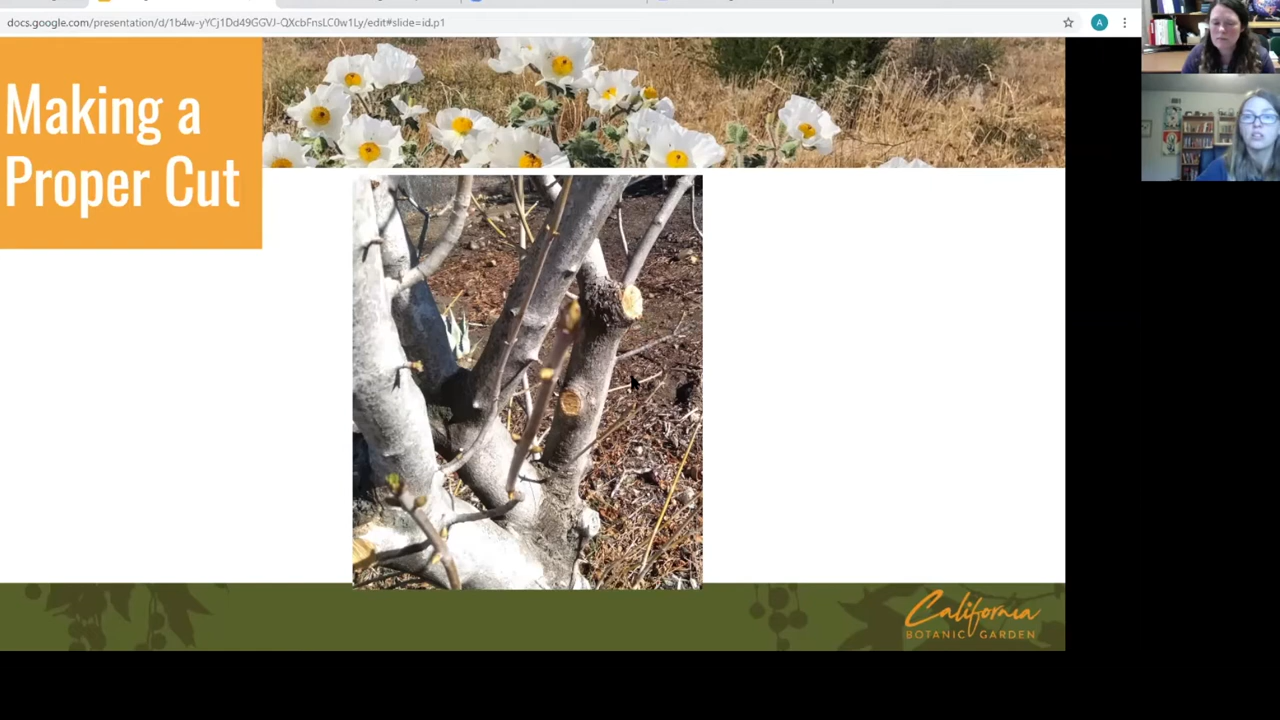 docs.google.com/presentation/d/1b4w-yYCj1Dd49GGVJ-QXcbFnsLC0w1Ly/edit#slide=id.p1
A
Making a
Proper Cut
California
BOTANIC GARDEN